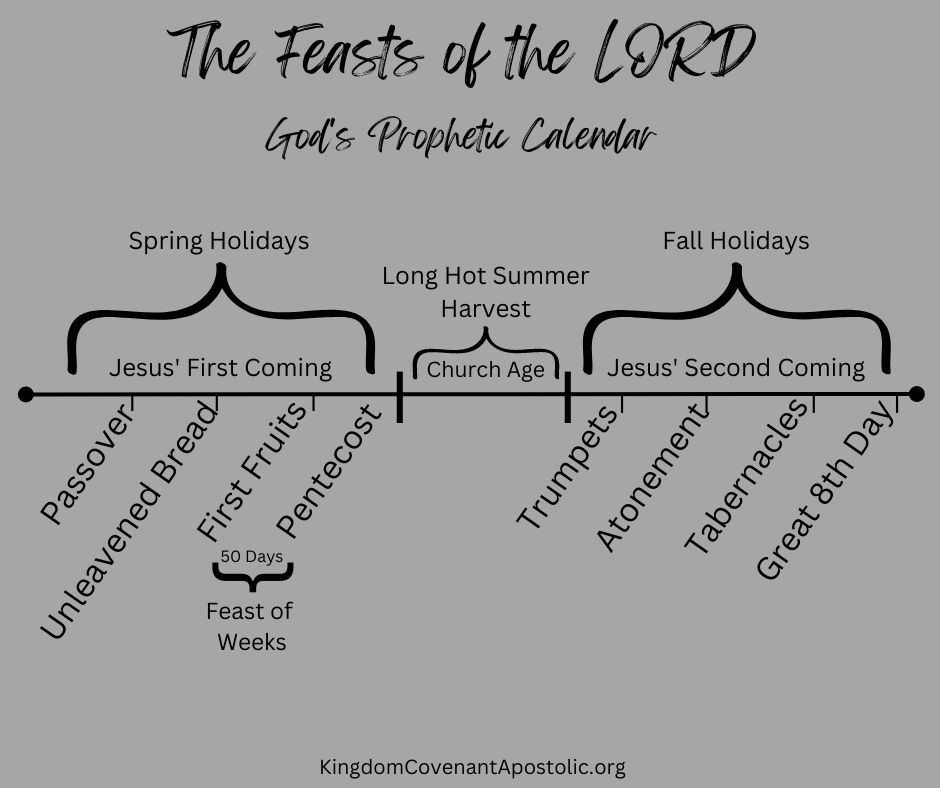 The Feasts of the LORD
God's Prophetic Calendar
Spring Holidays
Fall Holidays
Long Hot Summer
Harvest
Jesus' First Coming
Church Age
Jesus' Second Coming
Passover
Unleavened Bread
First Fruits
Pentecost
Trumpets
Atonement
Tabernacles
Great 8th Day
50 Days
Feast of
Weeks
KingdomCovenantApostolic.org